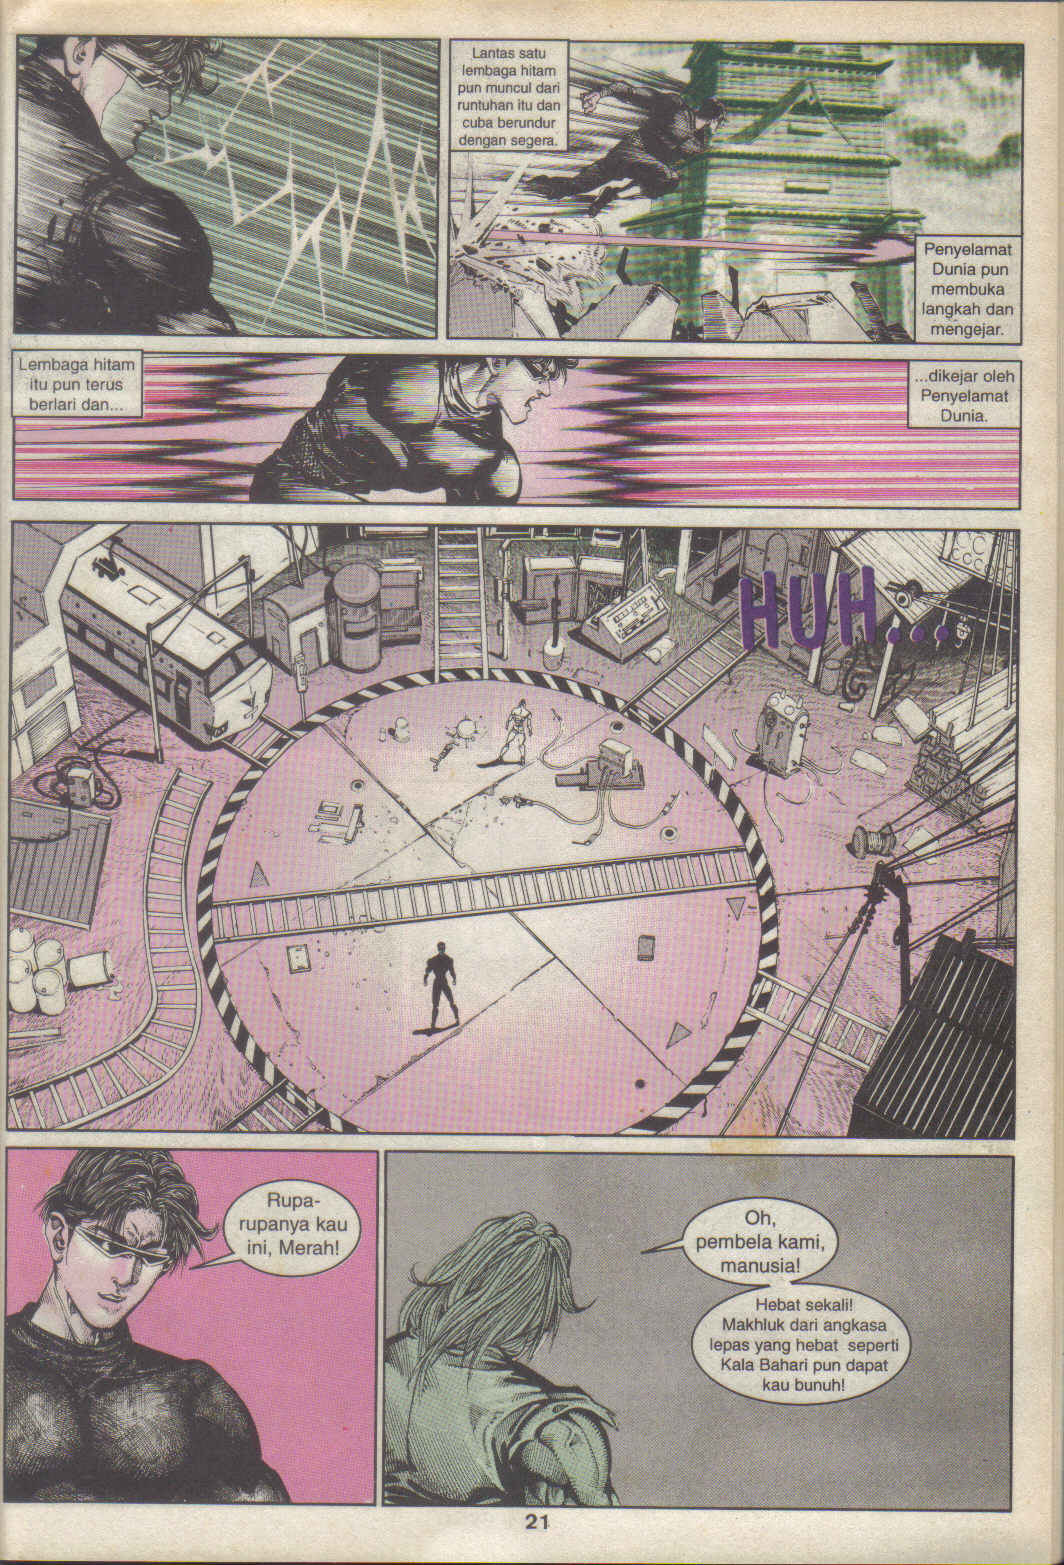 Lantas satu
lembaga hitam
pun muncul dari
runtuhan itu dan
cuba berundur
dengan segera.
Penyelamat
Dunia pun
membuka
langkah dan
mengejar.
Lembaga hitam
itu pun terus
berlari dan...
...dikejar oleh
Penyelamat
Dunia.
HUH...
Rupa-
rupanya kau
ini, Merah!
Oh,
pembela kami,
manusia!
Hebat sekali!
Makhluk dari angkasa
lepas yang hebat seperti
Kala Bahari pun dapat
kau bunuh!
21